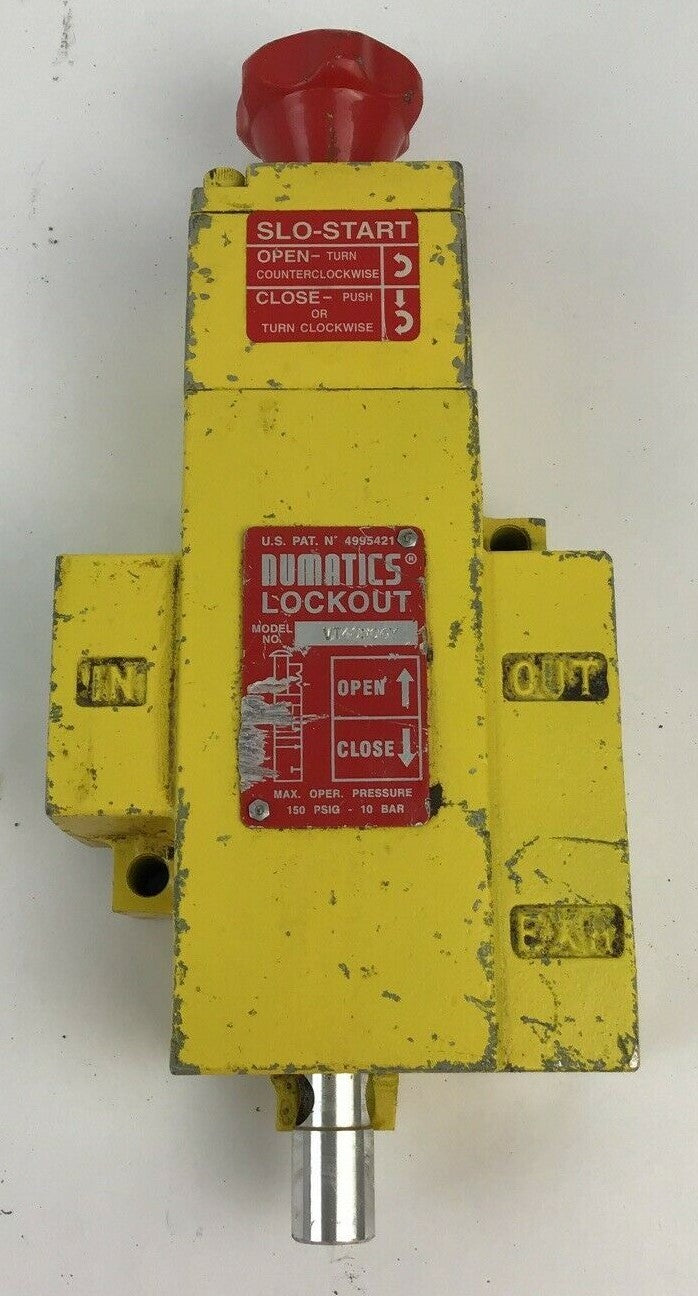 SLO-START
OPEN- TURN
COUNTERCLOCKWISE
CLOSE- PUSH
OR
TURN CLOCKWISE
U.S. PAT. N° 4995421
NUMATICS®
LOCKOUT
MODEL
NO.
IN
OUT
OPEN
CLOSE
MAX. OPER. PRESSURE
150 PSIG - 10 BAR
EXH